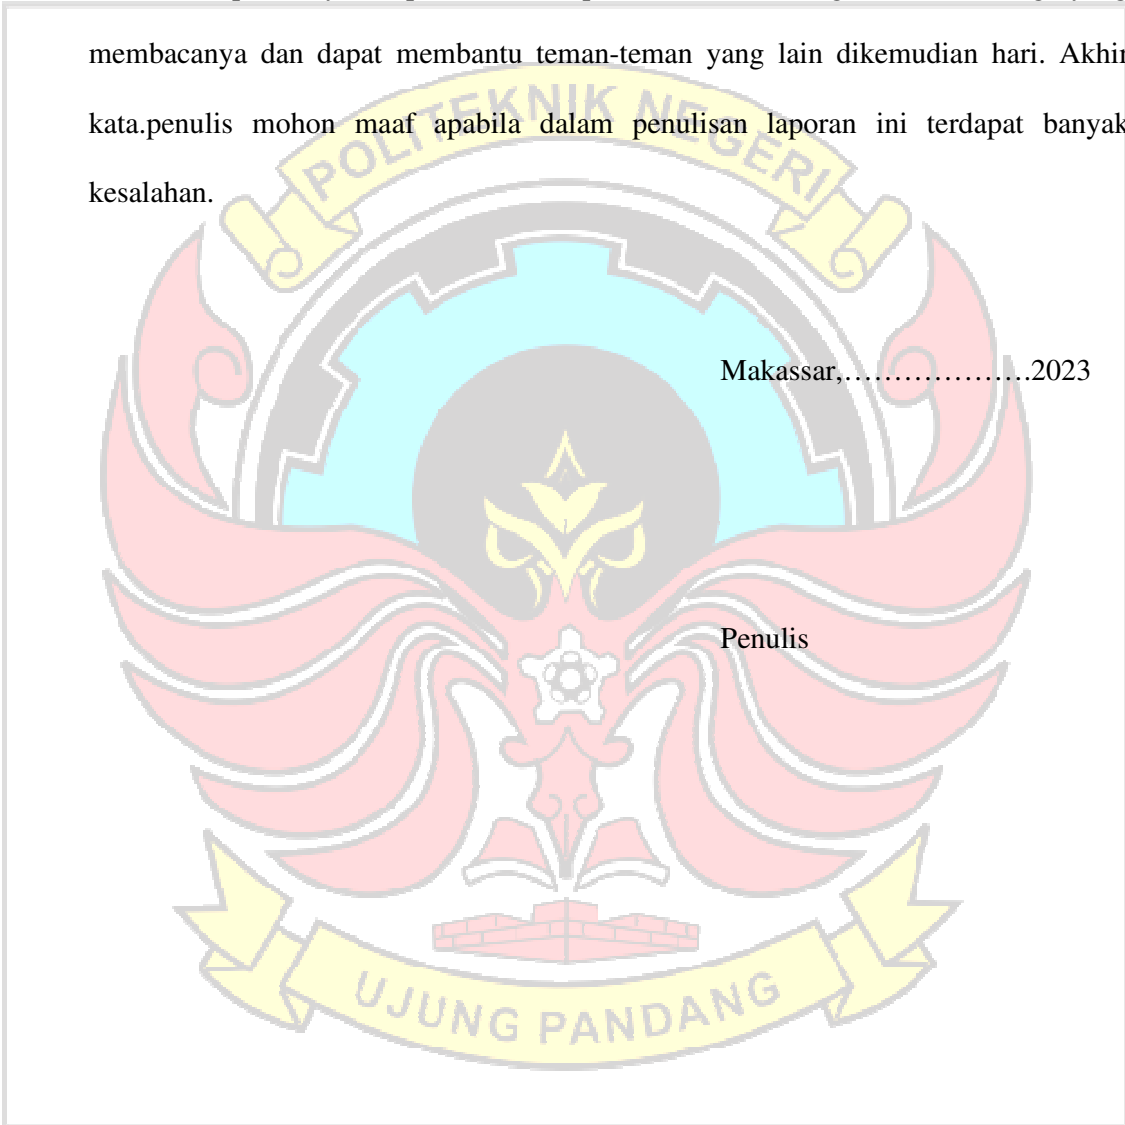 membacanya dan dapat membantu teman-teman yang lain dikemudian hari. Akhir
kata.penulis mohon maaf apabila dalam penulisan laporan ini terdapat banyak
kesalahan.
POLITEKNIK NEGERI
Makassar,……………….2023
Penulis
UJUNG PANDANG